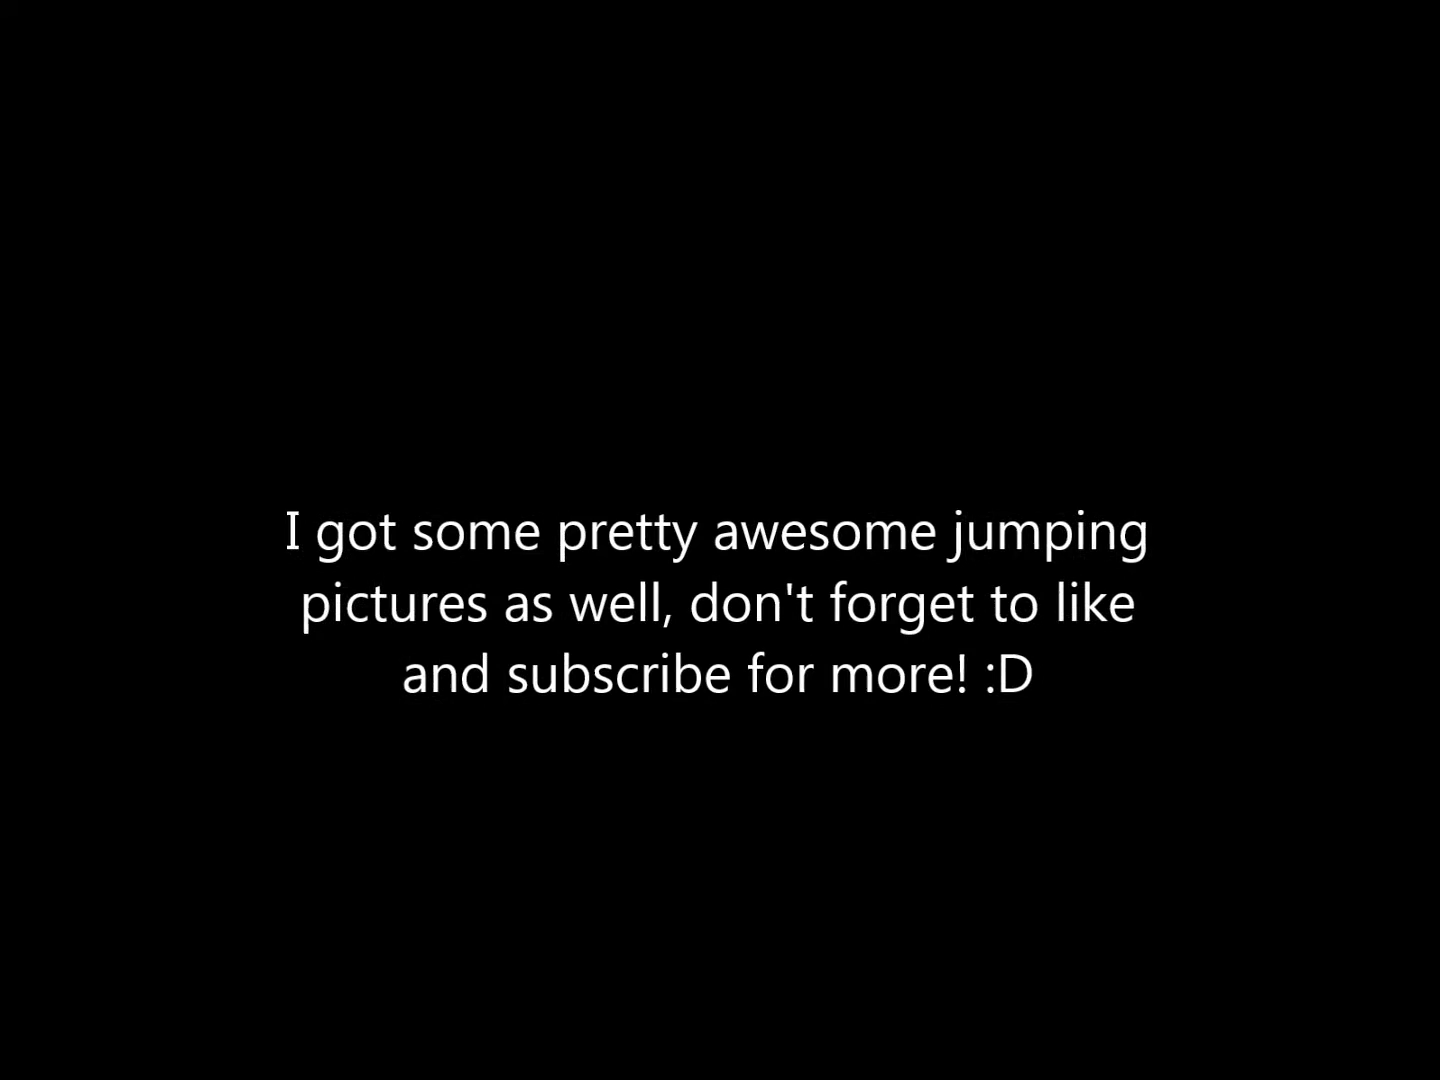 I got some pretty awesome jumping
pictures as well, don't forget to like
and subscribe for more! :D